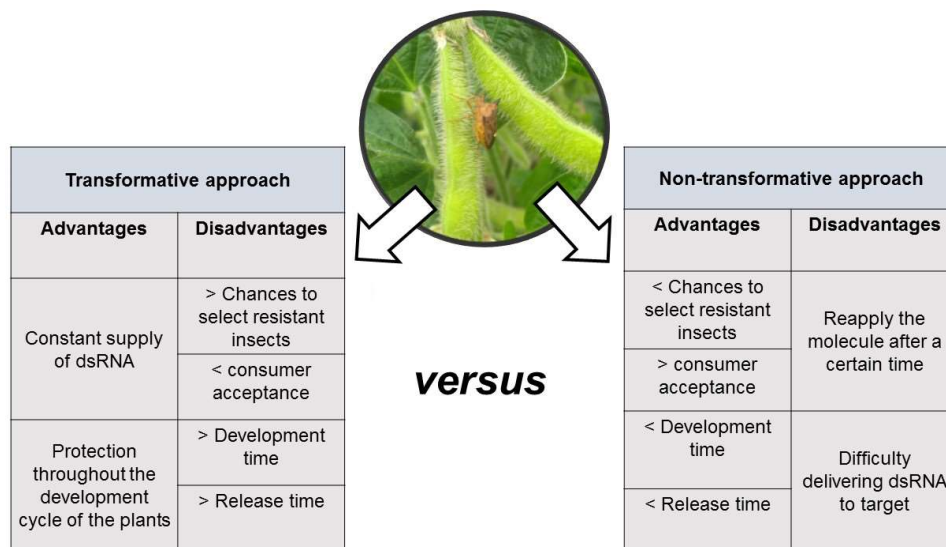 Transformative approach
Advantages
Disadvantages
Constant supply
of dsRNA
> Chances to
select resistant
insects
< consumer
acceptance
Protection
throughout the
development
cycle of the plants
> Development
time
> Release time
versus
Non-transformative approach
Advantages
Disadvantages
< Chances to
select resistant
insects
> consumer
acceptance
Reapply the
molecule after a
certain time
< Development
time
< Release time
Difficulty
delivering dsRNA
to target